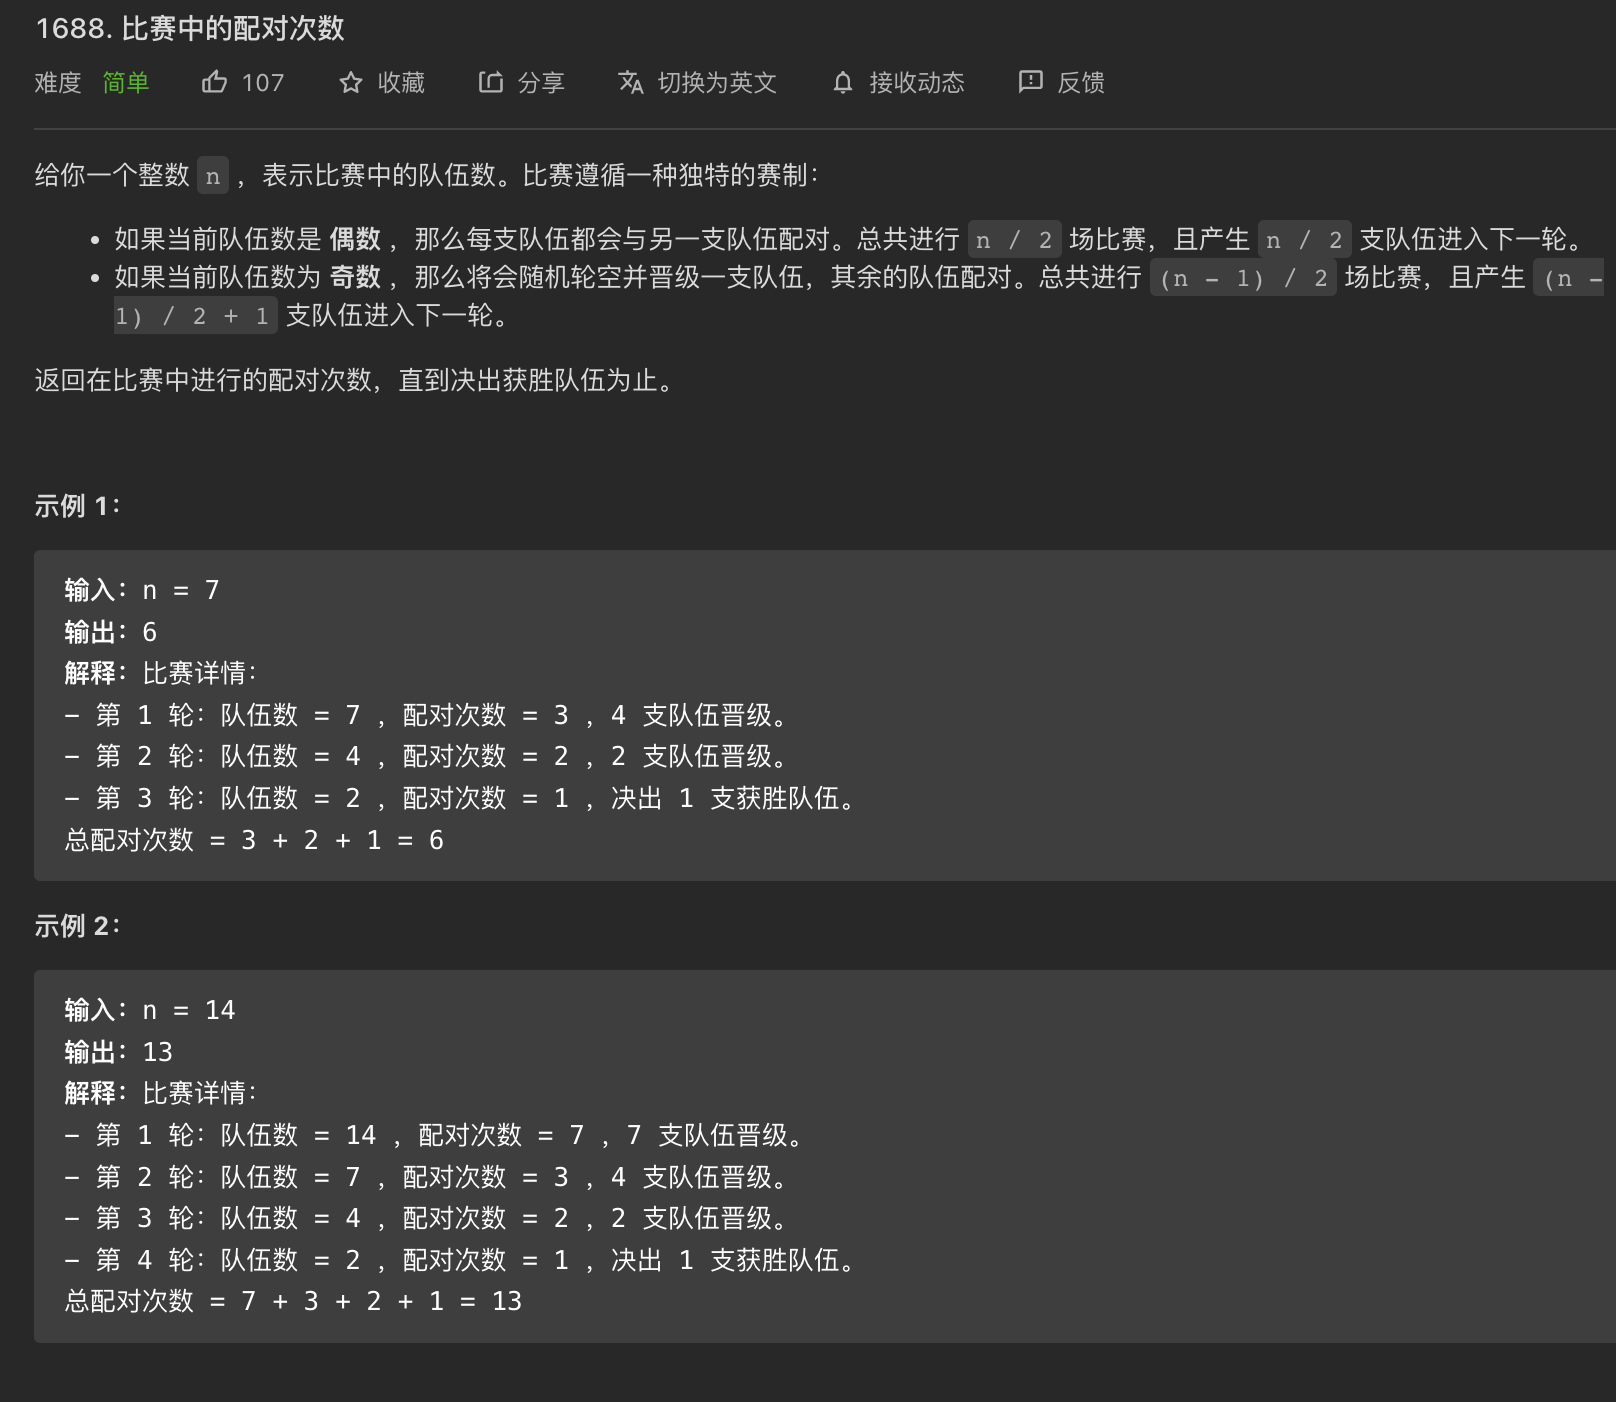 1688. 比赛中的配对次数
难度 简单 107 收藏 分享 切换为英文 接收动态 反馈
给你一个整数 n ，表示比赛中的队伍数。比赛遵循一种独特的赛制：
• 如果当前队伍数是 偶数 ，那么每支队伍都会与另一支队伍配对。总共进行 n / 2 场比赛，且产生 n / 2 支队伍进入下一轮。
• 如果当前队伍数为 奇数 ，那么将会随机轮空并晋级一支队伍，其余的队伍配对。总共进行 (n - 1) / 2 场比赛，且产生 (n -
1) / 2 + 1 支队伍进入下一轮。
返回在比赛中进行的配对次数，直到决出获胜队伍为止。
示例 1：
输入：n = 7
输出：6
解释：比赛详情：
- 第 1 轮：队伍数 = 7 ，配对次数 = 3 ，4 支队伍晋级。
- 第 2 轮：队伍数 = 4 ，配对次数 = 2 ，2 支队伍晋级。
- 第 3 轮：队伍数 = 2 ，配对次数 = 1 ，决出 1 支获胜队伍。
总配对次数 = 3 + 2 + 1 = 6
示例 2：
输入：n = 14
输出：13
解释：比赛详情：
- 第 1 轮：队伍数 = 14 ，配对次数 = 7 ，7 支队伍晋级。
- 第 2 轮：队伍数 = 7 ，配对次数 = 3 ，4 支队伍晋级。
- 第 3 轮：队伍数 = 4 ，配对次数 = 2 ，2 支队伍晋级。
- 第 4 轮：队伍数 = 2 ，配对次数 = 1 ，决出 1 支获胜队伍。
总配对次数 = 7 + 3 + 2 + 1 = 13